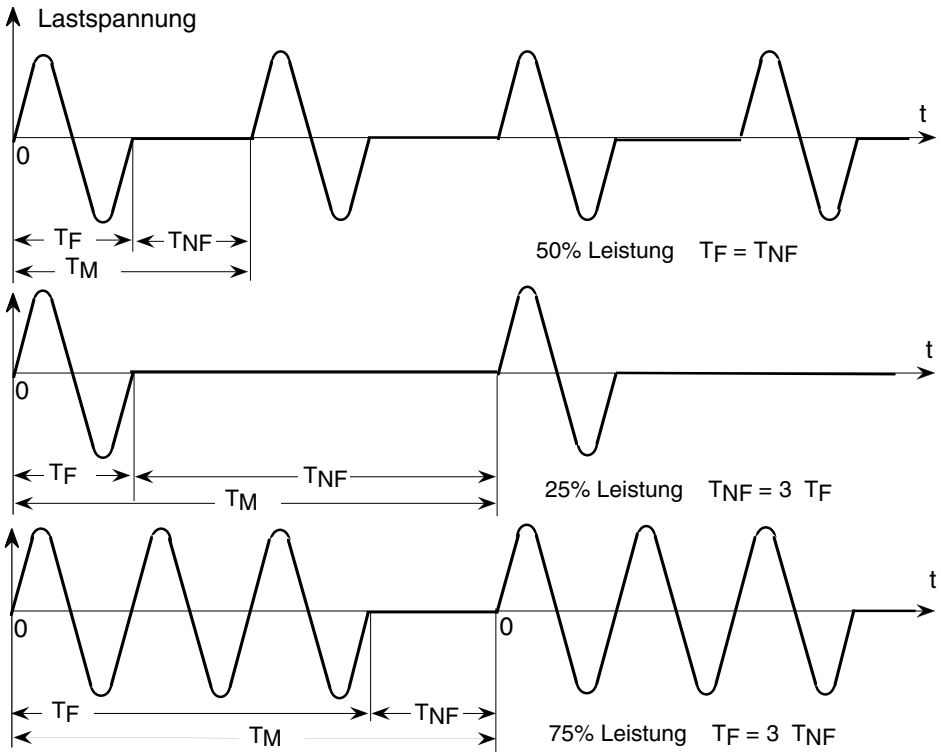 Lastspannung
t
0
TF TNF
50% Leistung TF = TNF
TM
t
0
TF TNF
25% Leistung TNF = 3 TF
TM
t
0 0
TF TNF
75% Leistung TF = 3 TNF
TM